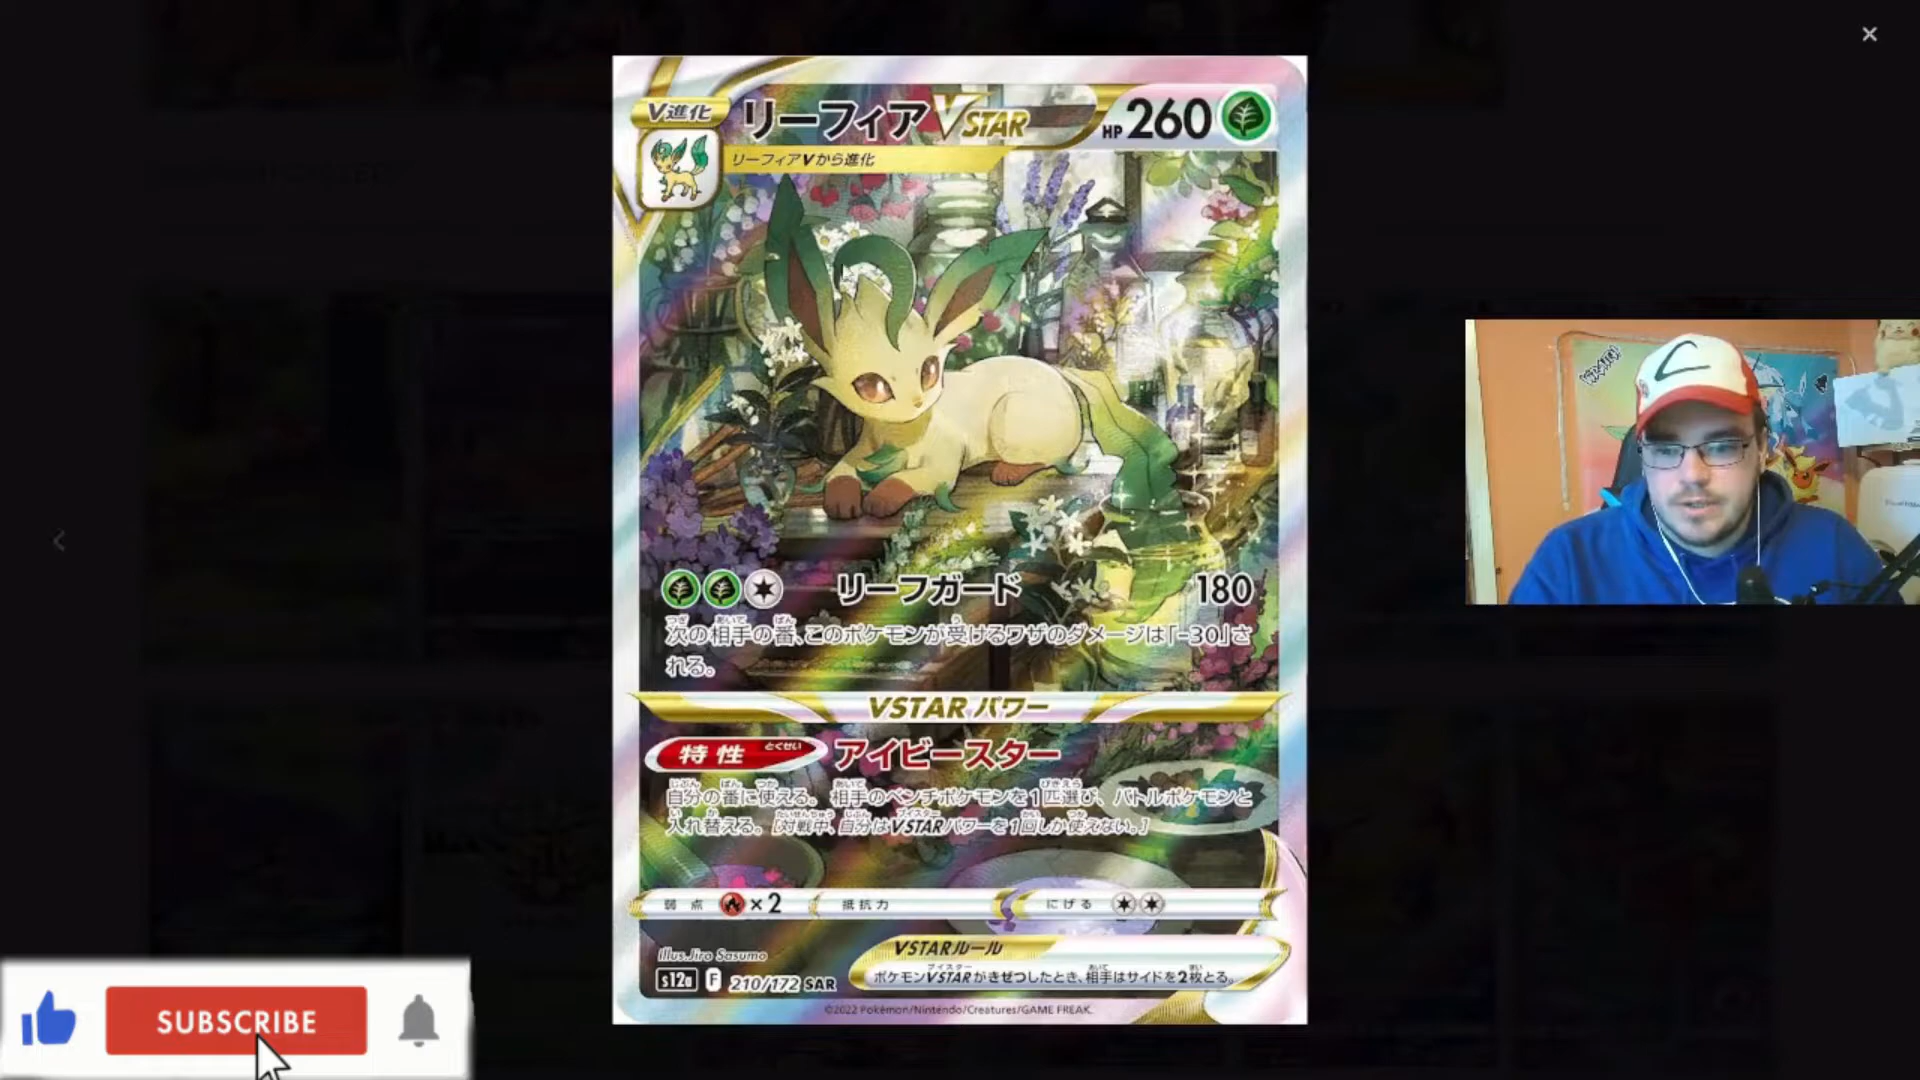 V進化
リーフィアVSTAR
HP 260
リーフィアVから進化
リーフガード 180
次の相手の番、このポケモンが受けるワザのダメージは「-30」さ
れる。
VSTARパワー
特性 とくせい アイビースター
自分の番に使える。相手のベンチポケモンを1匹選び、バトルポケモンと
入れ替える。[対戦中、自分はVSTARパワーを1回しか使えない。]
弱点 ×2 抵抗力 にげる
Illus. Jiro Sasumo
VSTARルール
ポケモンVSTARがきぜつしたとき、相手はサイドを2枚とる。
s12a F 210/172 SAR
©2022 Pokémon/Nintendo/Creatures/GAME FREAK.
SUBSCRIBE